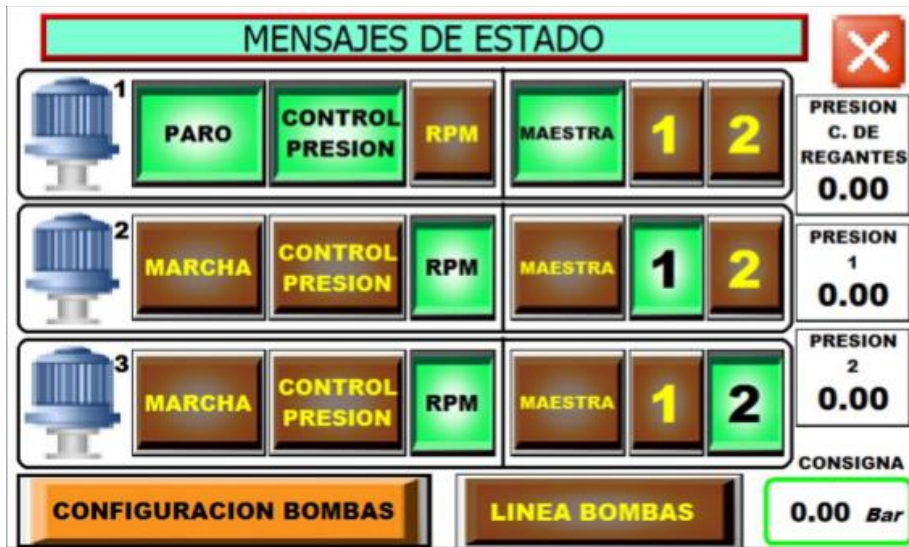 MENSAJES DE ESTADO
1
PARO
CONTROL
PRESION
RPM
MAESTRA
1
2
PRESION
C. DE
REGANTES
0.00
2
MARCHA
CONTROL
PRESION
RPM
MAESTRA
1
2
PRESION
1
0.00
3
MARCHA
CONTROL
PRESION
RPM
MAESTRA
1
2
PRESION
2
0.00
CONFIGURACION BOMBAS
LINEA BOMBAS
CONSIGNA
0.00 Bar